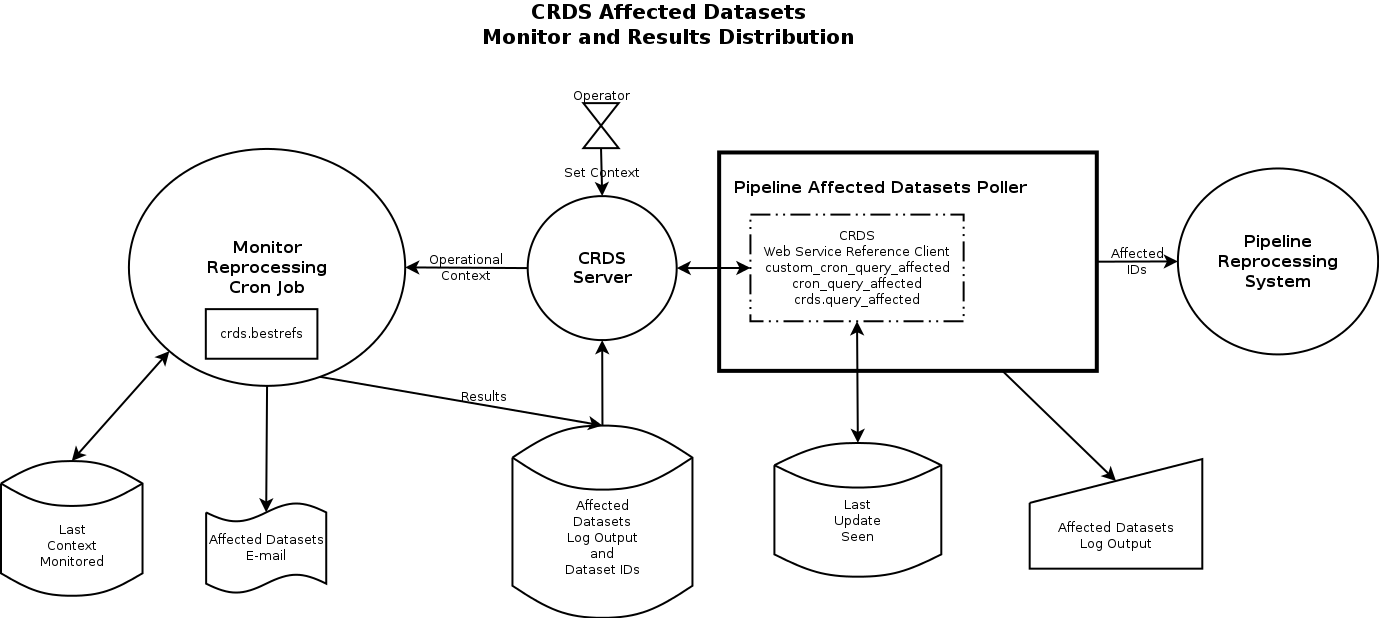 CRDS Affected Datasets
Monitor and Results Distribution
Operator
Set Context
Monitor
Reprocessing
Cron Job
crds.bestrefs
Operational
Context
CRDS
Server
Pipeline Affected Datasets Poller
CRDS
Web Service Reference Client
custom_cron_query_affected
cron_query_affected
crds.query_affected
Affected
IDs
Pipeline
Reprocessing
System
Results
Last
Context
Monitored
Affected Datasets
E-mail
Affected
Datasets
Log Output
and
Dataset IDs
Last
Update
Seen
Affected Datasets
Log Output